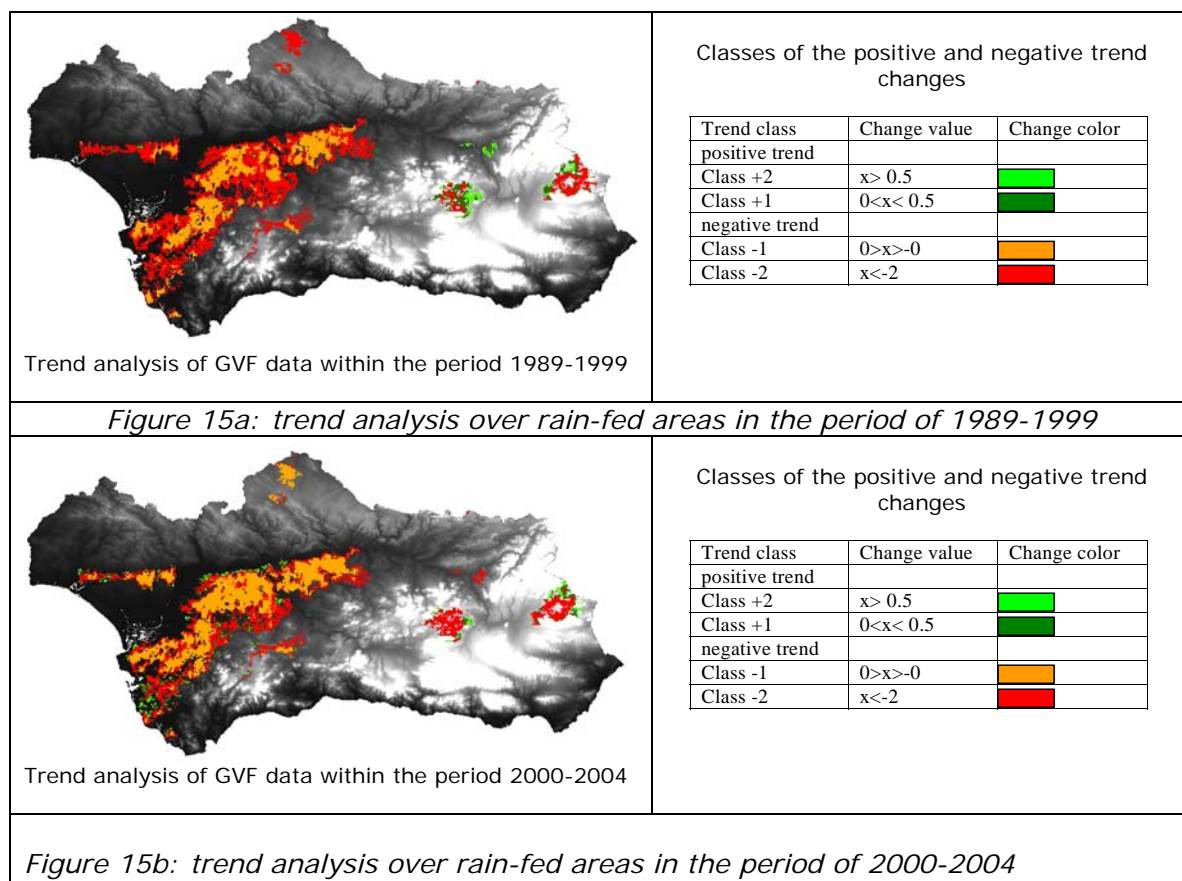 Classes of the positive and negative trend
changes
Trend class Change value Change color
positive trend
Class +2 x> 0.5
Class +1 0<x< 0.5
negative trend
Class -1 0>x>-0
Class -2 x<-2
Trend analysis of GVF data within the period 1989-1999
Figure 15a: trend analysis over rain-fed areas in the period of 1989-1999
Classes of the positive and negative trend
changes
Trend class Change value Change color
positive trend
Class +2 x> 0.5
Class +1 0<x< 0.5
negative trend
Class -1 0>x>-0
Class -2 x<-2
Trend analysis of GVF data within the period 2000-2004
Figure 15b: trend analysis over rain-fed areas in the period of 2000-2004